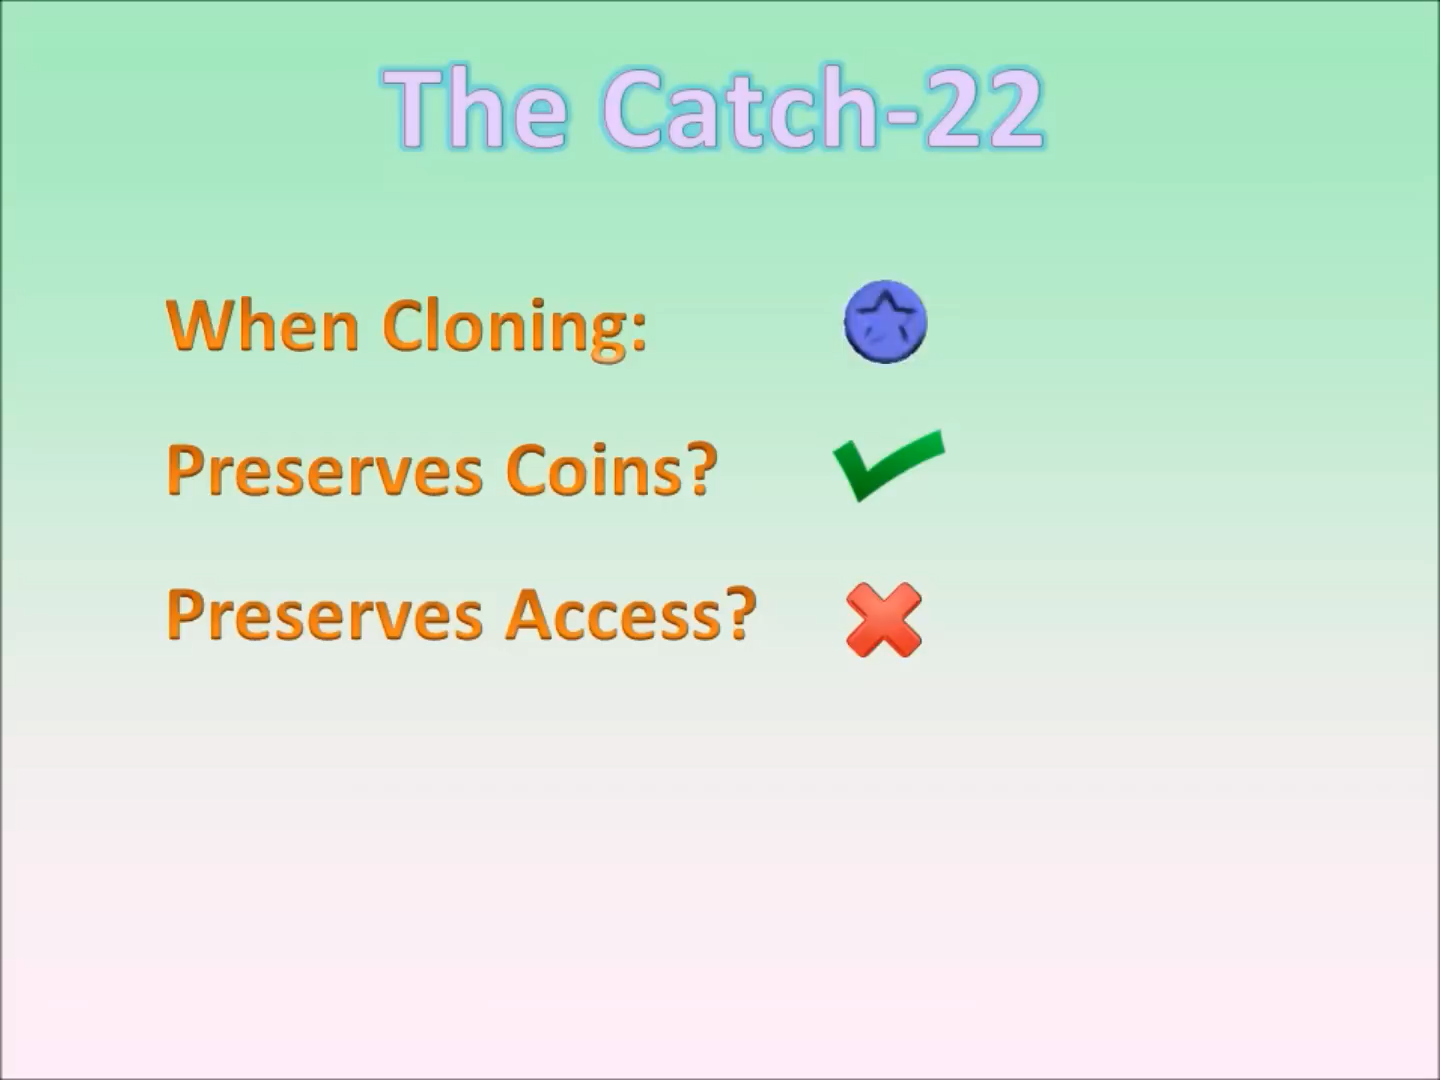 The Catch-22
When Cloning:
Preserves Coins?
Preserves Access?